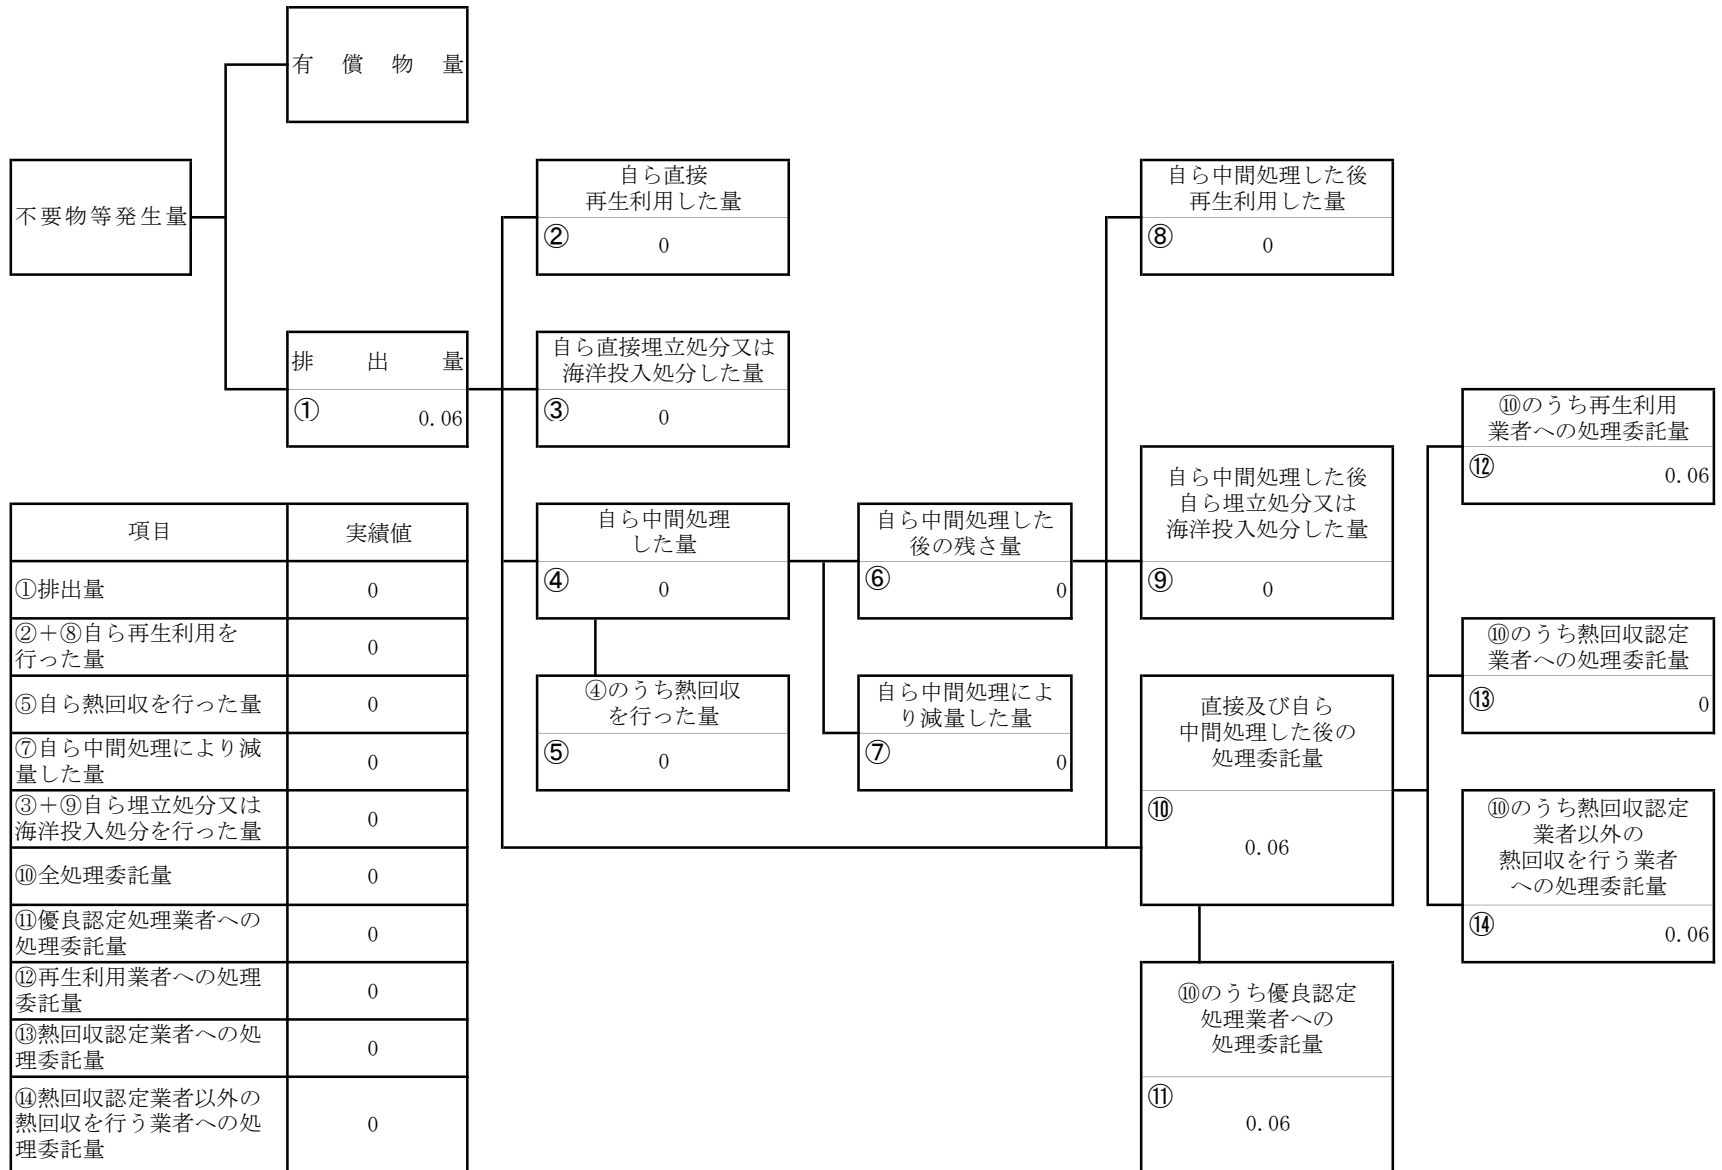 有償物量
不要物等発生量
排出量
①
0.06
自ら直接
再生利用した量
②
0
自ら直接埋立処分又は
海洋投入処分した量
③
0
自ら中間処理
した量
④
0
④のうち熱回収
を行った量
⑤
0
自ら中間処理した
後の残さ量
⑥
0
自ら中間処理によ
り減量した量
⑦
0
自ら中間処理した後
再生利用した量
⑧
0
自ら中間処理した後
自ら埋立処分又は
海洋投入処分した量
⑨
0
直接及び自ら
中間処理した後の
処理委託量
⑩
0.06
⑩のうち優良認定
処理業者への
処理委託量
⑪
0.06
⑩のうち再生利用
業者への処理委託量
⑫
0.06
⑩のうち熱回収認定
業者への処理委託量
⑬
0
⑩のうち熱回収認定
業者以外の
熱回収を行う業者
への処理委託量
⑭
0.06
項目 実績値
①排出量 0
②＋⑧自ら再生利用を
行った量 0
⑤自ら熱回収を行った量 0
⑦自ら中間処理により減
量した量 0
③＋⑨自ら埋立処分又は
海洋投入処分を行った量 0
⑩全処理委託量 0
⑪優良認定処理業者への
処理委託量 0
⑫再生利用業者への処理
委託量 0
⑬熱回収認定業者への処
理委託量 0
⑭熱回収認定業者以外の
熱回収を行う業者への処
理委託量 0